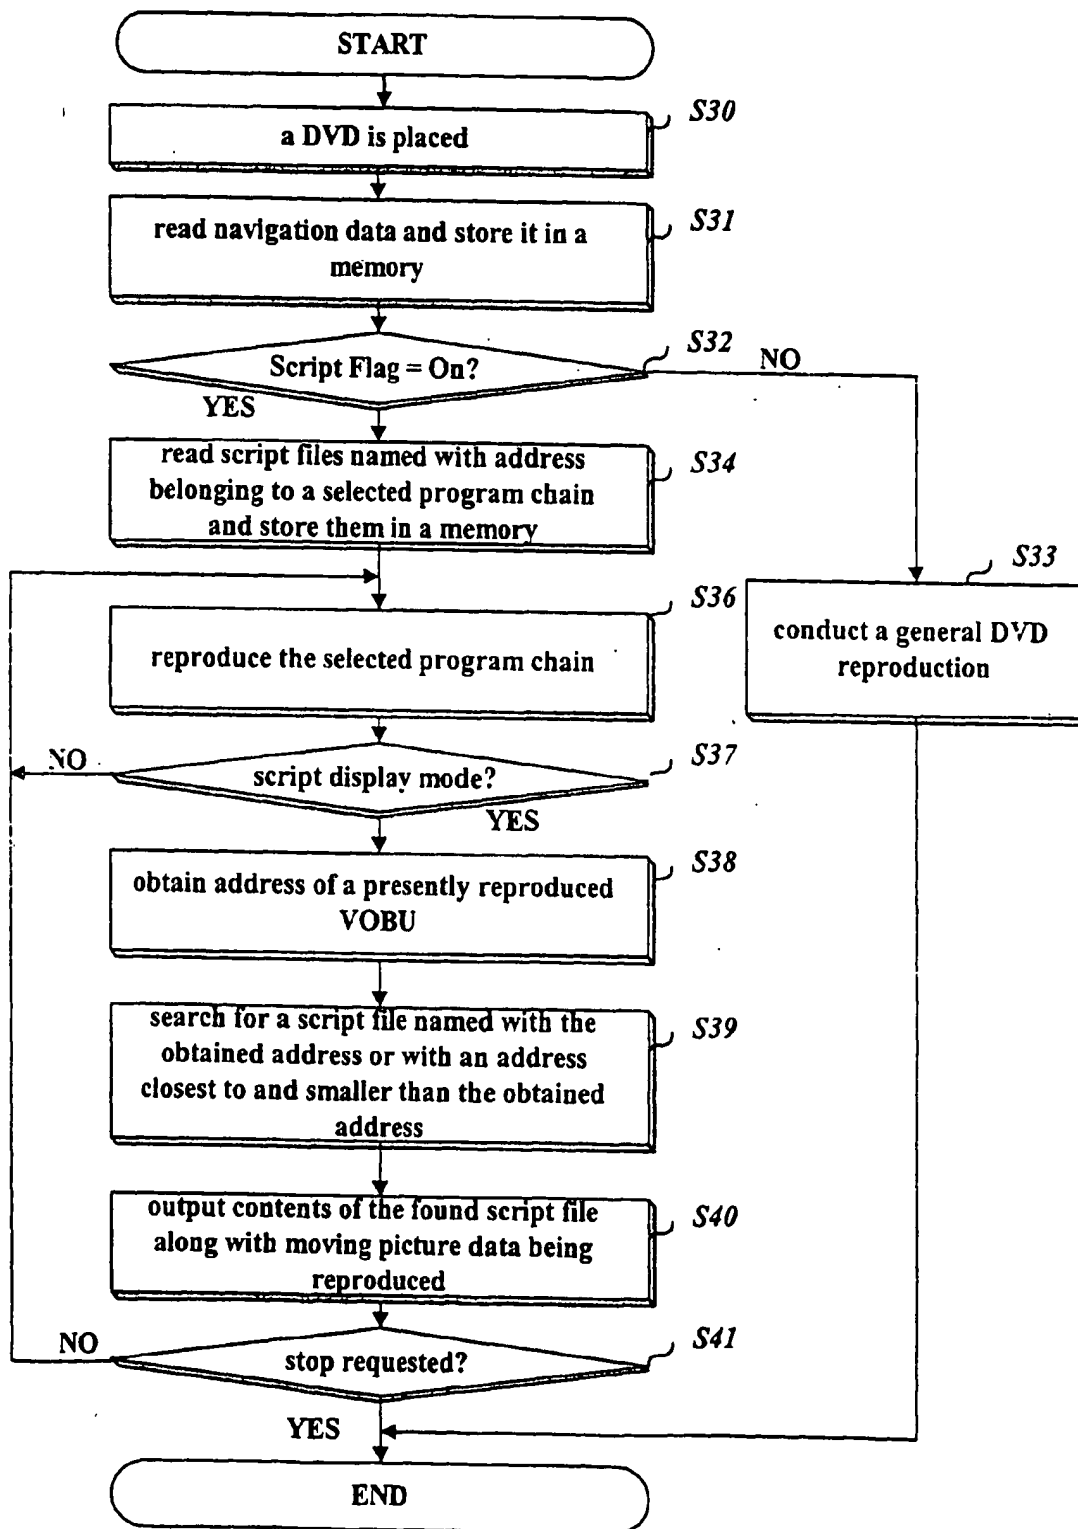 START
S30
a DVD is placed
S31
read navigation data and store it in a
memory
S32
Script Flag = On?
NO
YES
read script files named with address
belonging to a selected program chain
and store them in a memory
S34
S33
conduct a general DVD
reproduction
S36
reproduce the selected program chain
NO
script display mode?
S37
YES
S38
obtain address of a presently reproduced
VOBU
search for a script file named with the
obtained address or with an address
closest to and smaller than the obtained
address
S39
output contents of the found script file
along with moving picture data being
reproduced
S40
NO
stop requested?
S41
YES
END